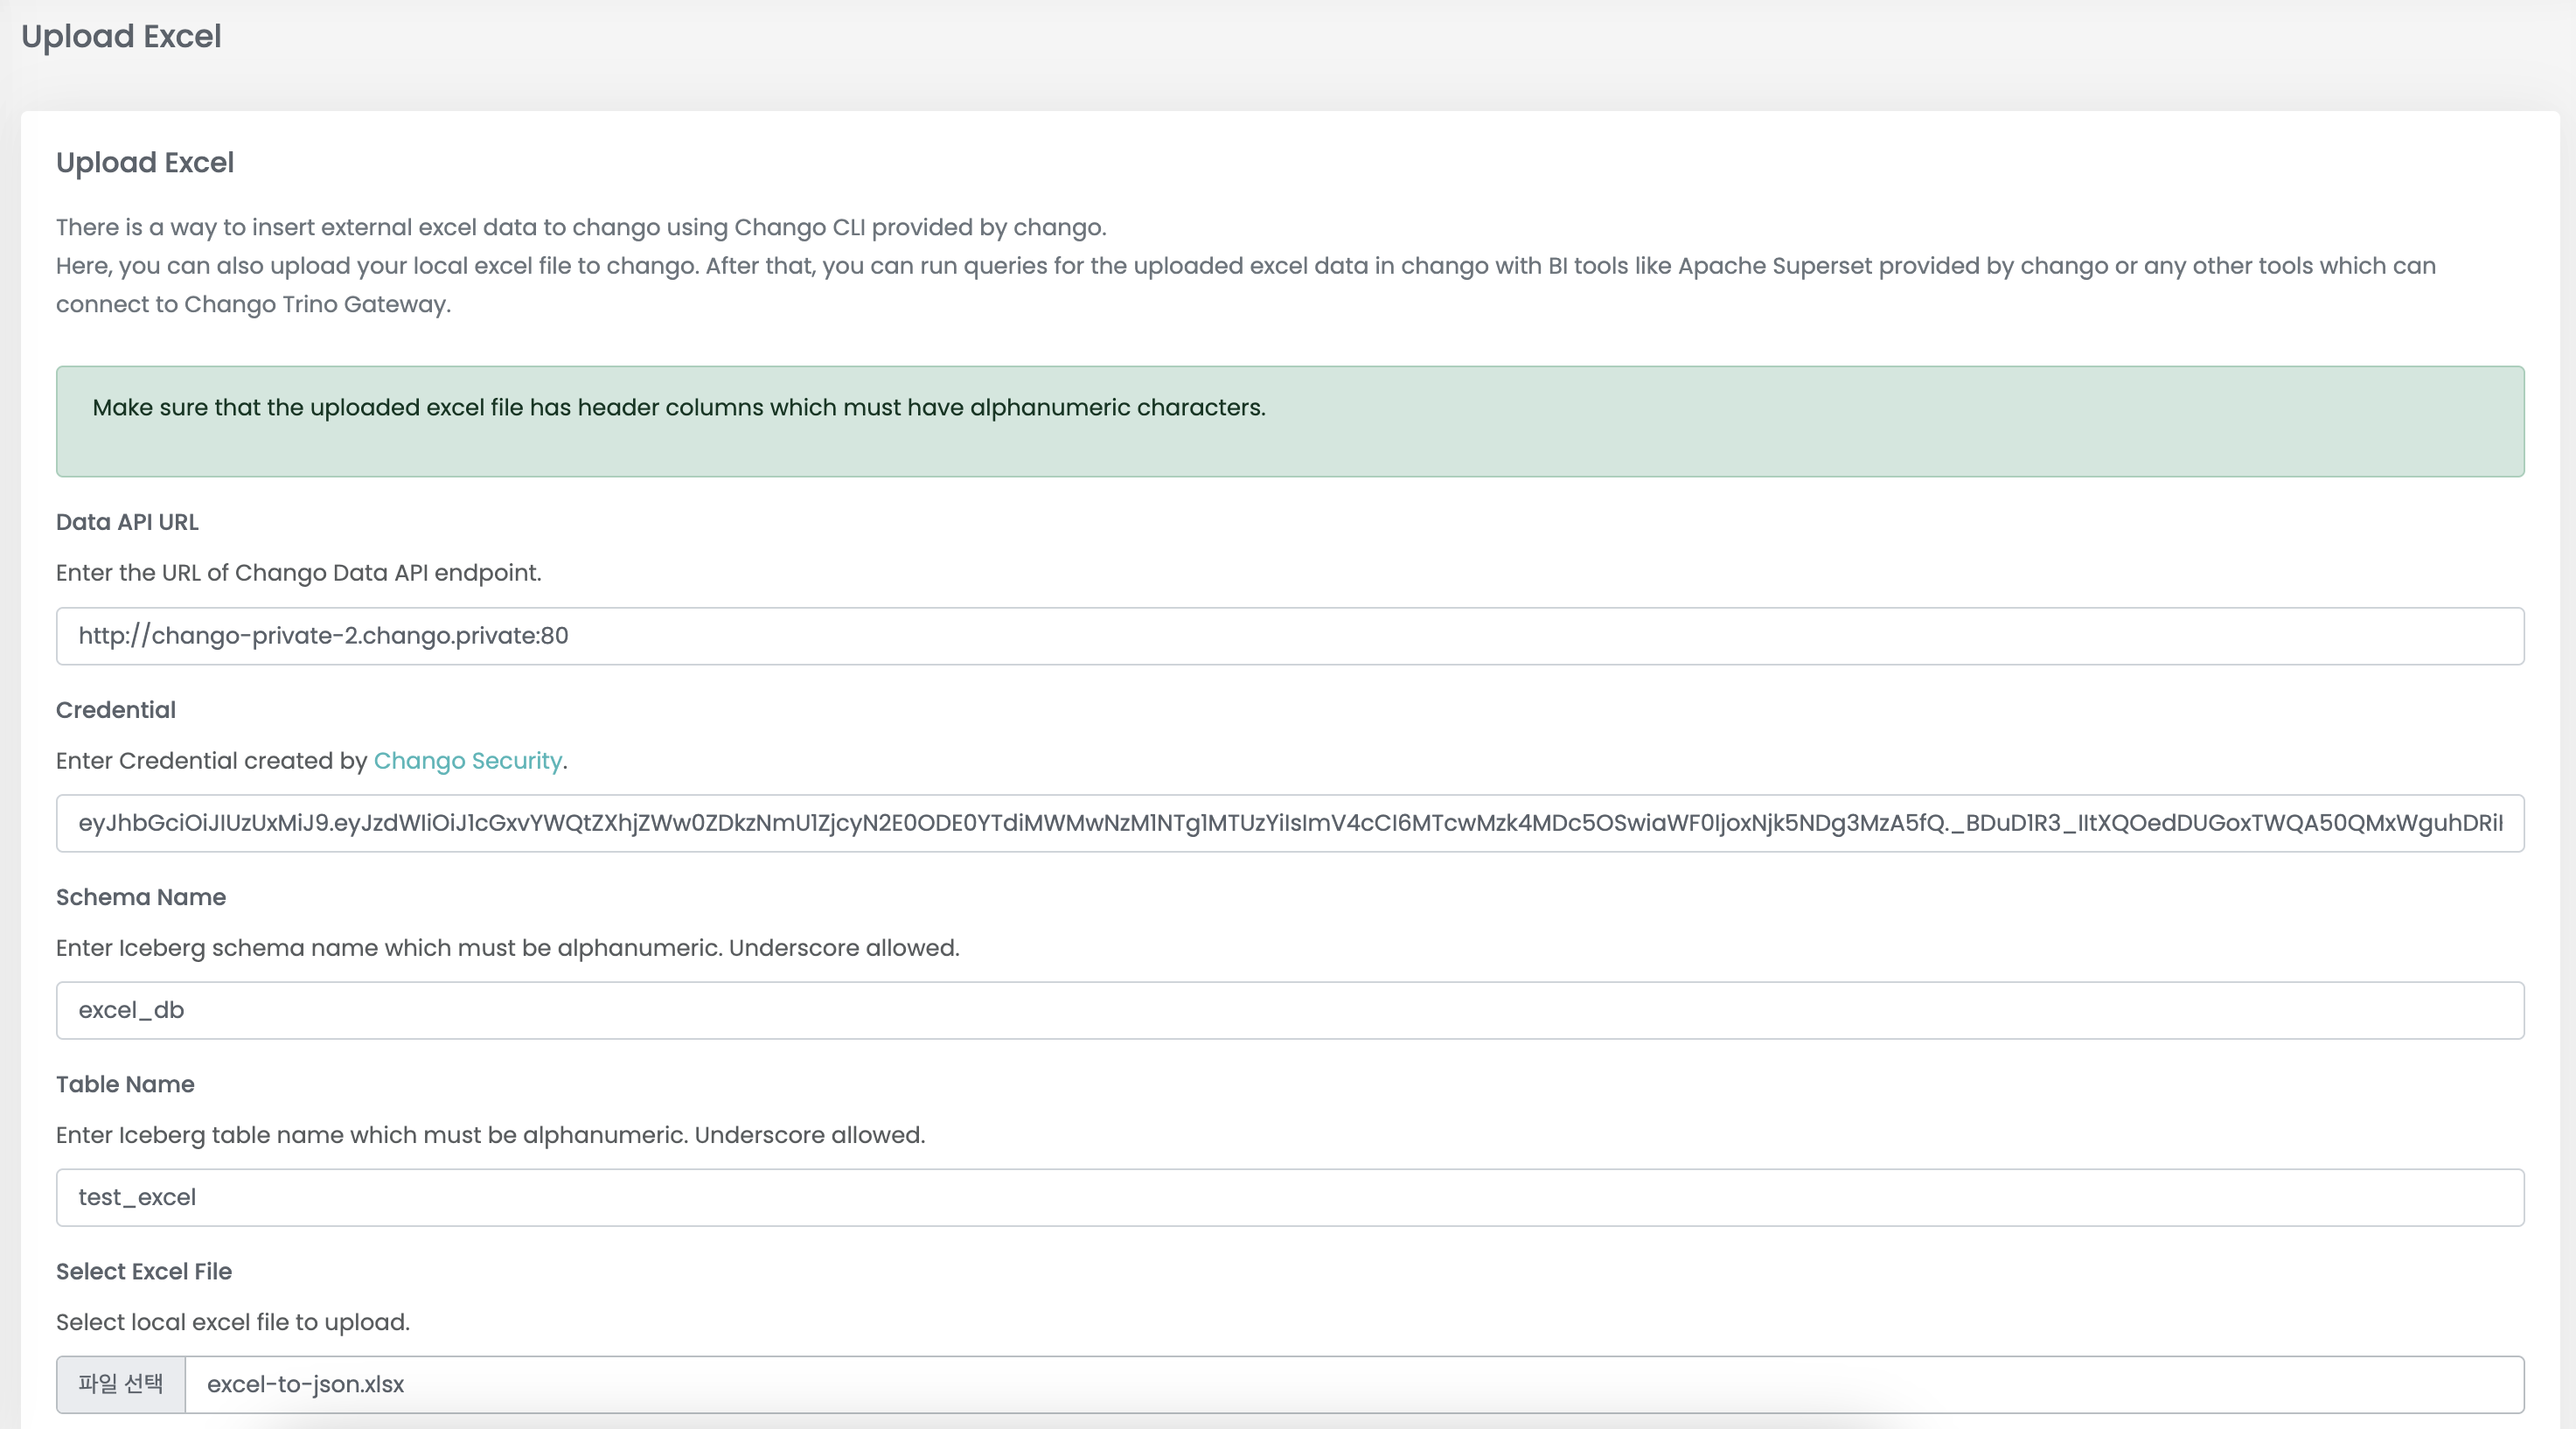 Upload Excel
Upload Excel
There is a way to insert external excel data to chango using Chango CLI provided by chango.
Here, you can also upload your local excel file to chango. After that, you can run queries for the uploaded excel data in chango with BI tools like Apache Superset provided by chango or any other tools which can
connect to Chango Trino Gateway.
Make sure that the uploaded excel file has header columns which must have alphanumeric characters.
Data API URL
Enter the URL of Chango Data API endpoint.
http://chango-private-2.chango.private:80
Credential
Enter Credential created by Chango Security.
eyJhbGciOiJIUzUxMiJ9.eyJzdWIiOiJ1cGxvYWQtZXhjZWw0ZDkzNmU1ZjcyN2E0ODE0YTdiMWMwNzM1NTg1MTUzYiIsImV4cCI6MTcwMzk4MDc5OSwiaWF0IjoxNjk5NDg3MzA5fQ._BDuD1R3_IItXQOedDUGoxTWQA50QMxWguhDRiI
Schema Name
Enter Iceberg schema name which must be alphanumeric. Underscore allowed.
excel_db
Table Name
Enter Iceberg table name which must be alphanumeric. Underscore allowed.
test_excel
Select Excel File
Select local excel file to upload.
파일 선택 excel-to-json.xlsx